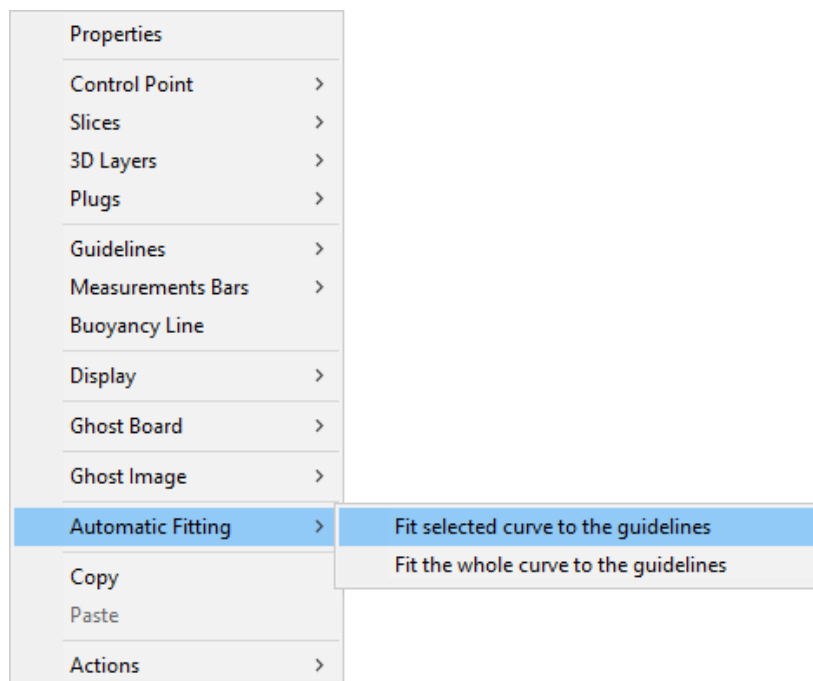 Properties
Control Point
Slices
3D Layers
Plugs
Guidelines
Measurements Bars
Buoyancy Line
Display
Ghost Board
Ghost Image
Automatic Fitting
Fit selected curve to the guidelines
Fit the whole curve to the guidelines
Copy
Paste
Actions